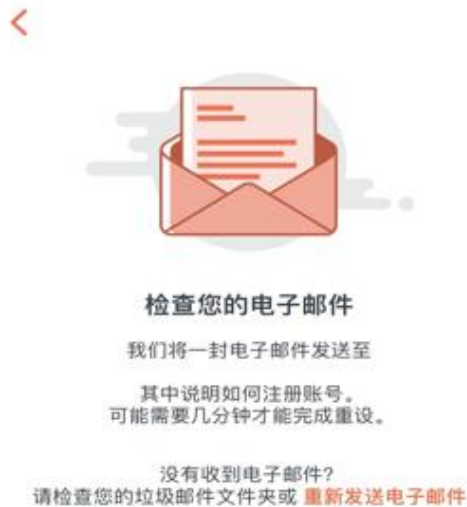 检查您的电子邮件
我们将一封电子邮件发送至
其中说明如何注册账号。
可能需要几分钟才能完成重设。
没有收到电子邮件?
请检查您的垃圾邮件文件夹或 重新发送电子邮件